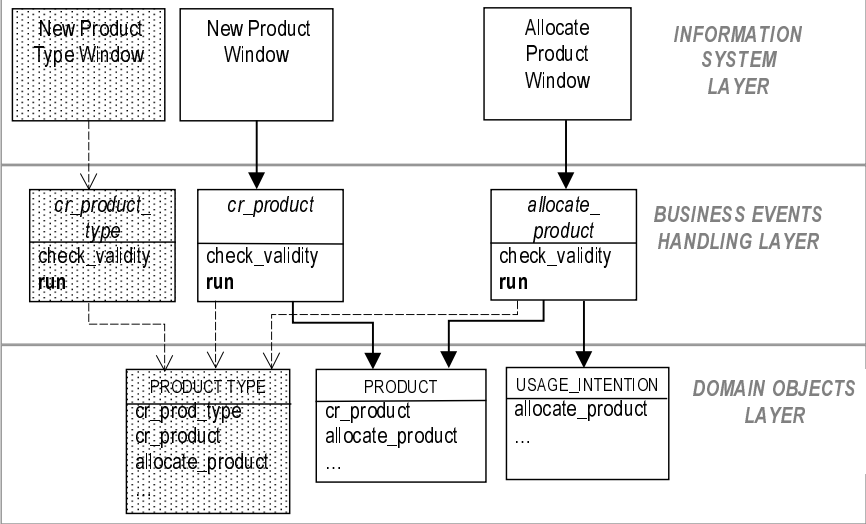 New Product
Type Window
New Product
Window
Allocate
Product
Window
INFORMATION
SYSTEM
LAYER
cr_product_
type
check_validity
run
cr_product
check_validity
run
allocate_
product
check_validity
run
BUSINESS EVENTS
HANDLING LAYER
PRODUCT TYPE
cr_prod_type
cr_product
allocate_product
...
PRODUCT
cr_product
allocate_product
...
USAGE_INTENTION
allocate_product
...
DOMAIN OBJECTS
LAYER